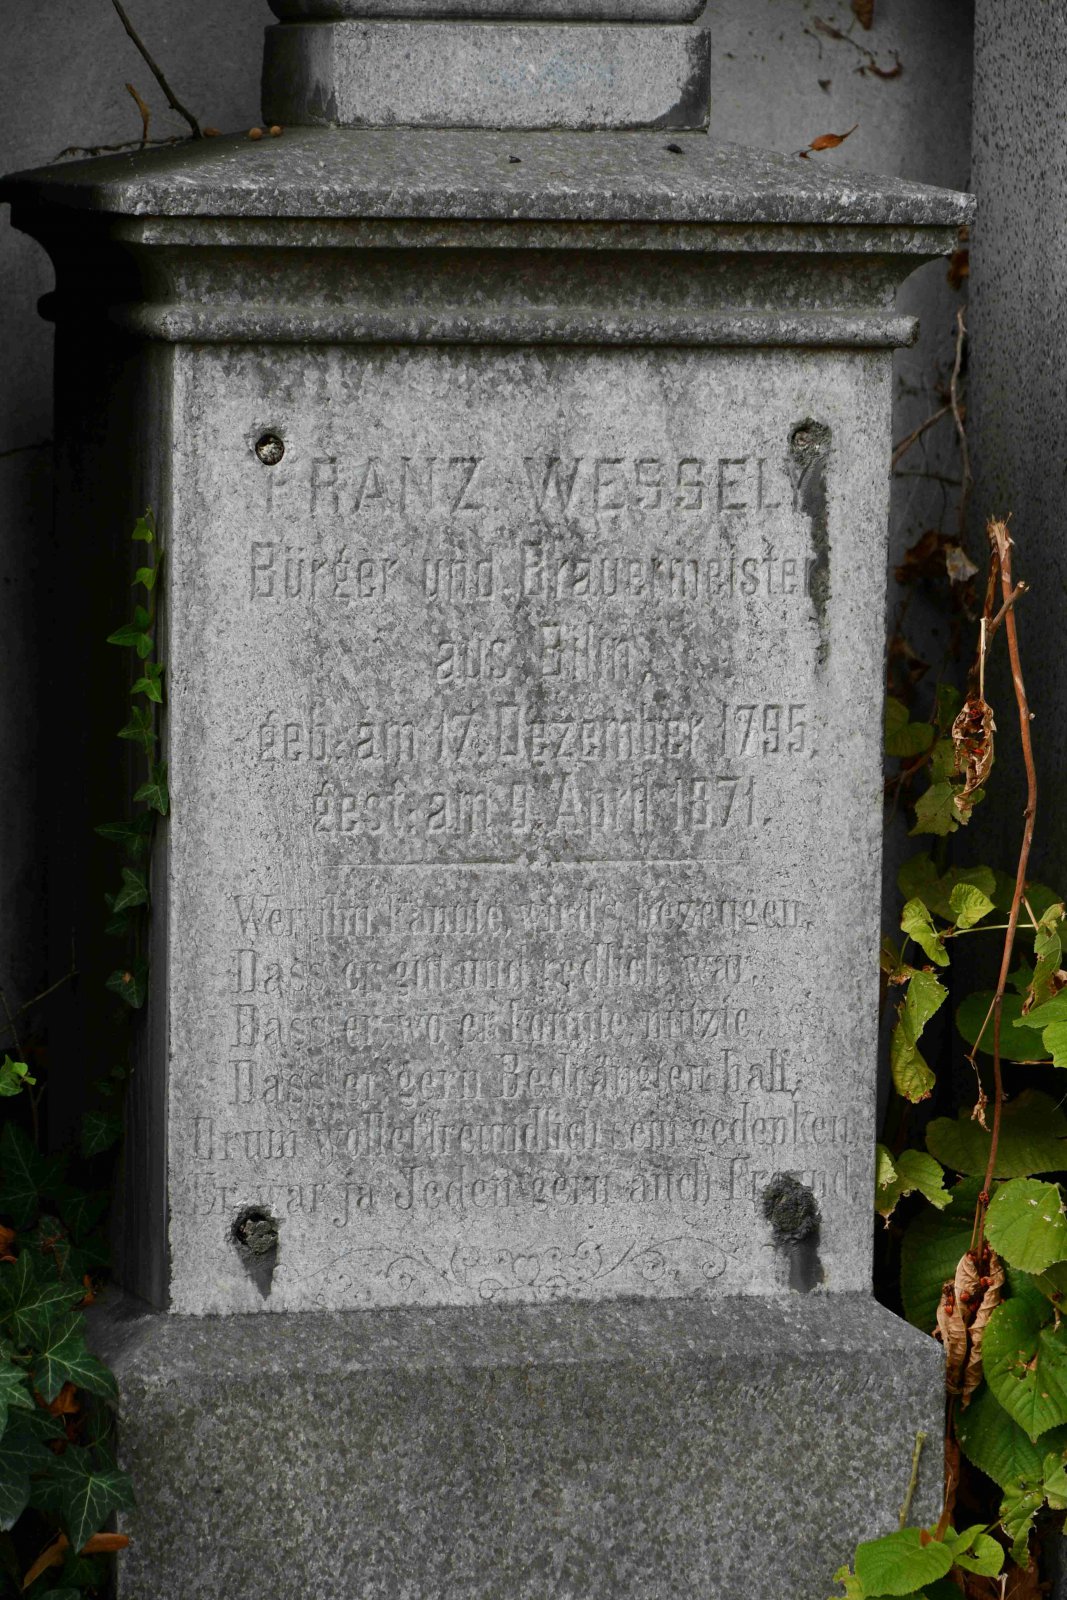 FRANZ WESSELY
Bürger und Brauermeister
aus Bilin,
geb. am 17. Dezember 1795,
gest. am 9. April 1871.
Wer ihn kannte, wird's bezeugen,
Dass er gut und redlich war,
Dass er, wo er konnte, nützte
Dass er gern Bedrängten half,
Drum wollet freundlich sein gedenken,
Er war ja Jeden gern auch Freund.